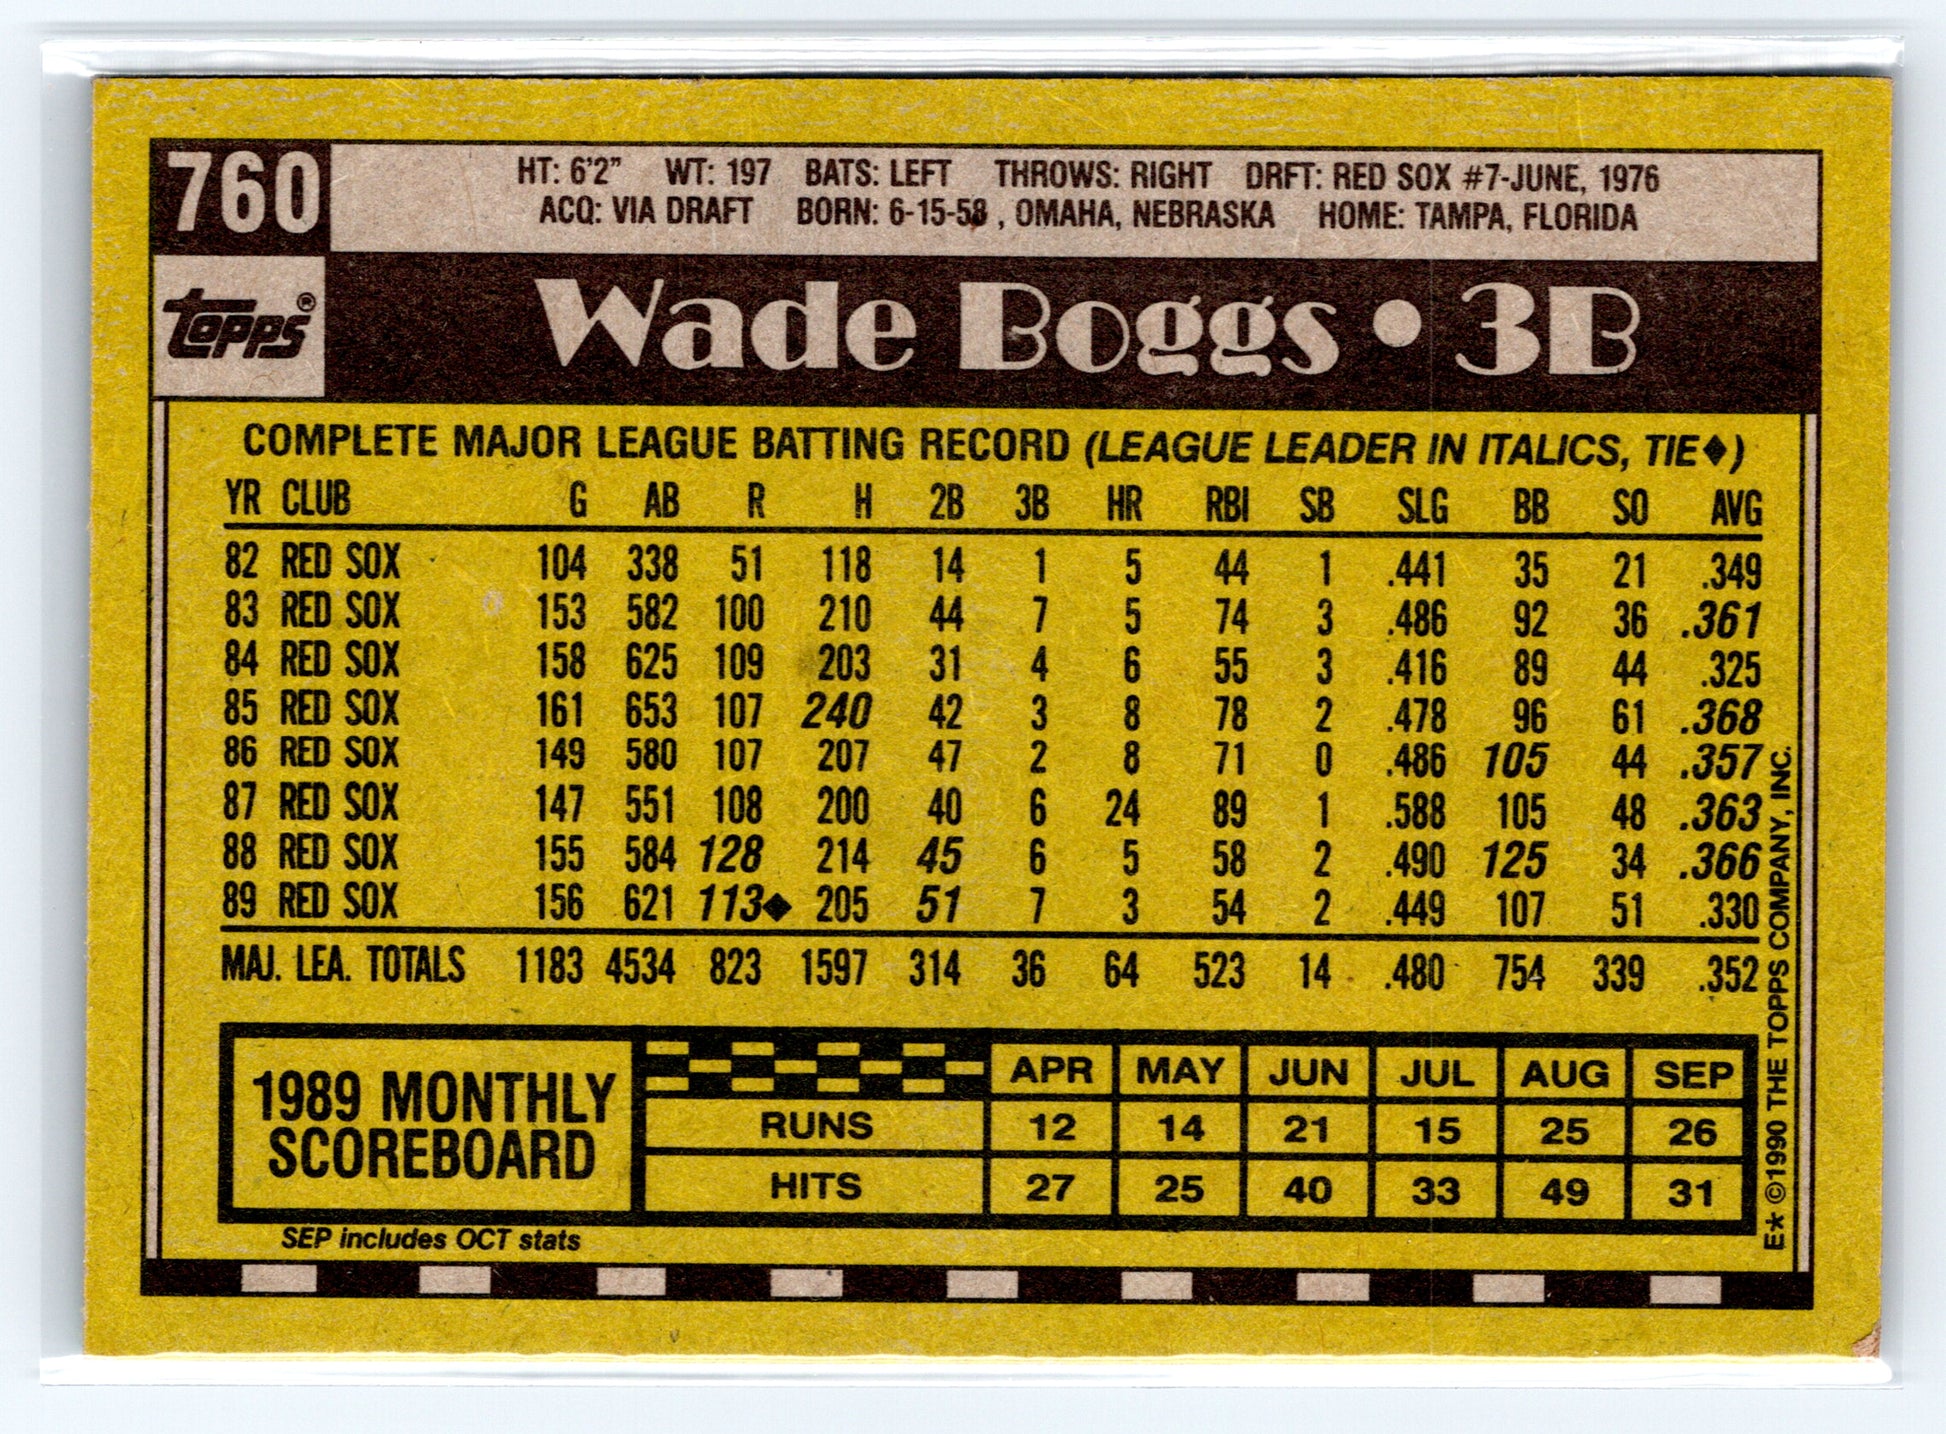 760
HT: 6'2" WT: 197 BATS: LEFT THROWS: RIGHT DRFT: RED SOX #7-JUNE, 1976
ACQ: VIA DRAFT BORN: 6-15-58 , OMAHA, NEBRASKA HOME: TAMPA, FLORIDA
topps®
Wade Boggs • 3B
COMPLETE MAJOR LEAGUE BATTING RECORD (LEAGUE LEADER IN ITALICS, TIE♦)
YR CLUB G AB R H 2B 3B HR RBI SB SLG BB SO AVG
82 RED SOX 104 338 51 118 14 1 5 44 1 .441 35 21 .349
83 RED SOX 153 582 100 210 44 7 5 74 3 .486 92 36 .361
84 RED SOX 158 625 109 203 31 4 6 55 3 .416 89 44 .325
85 RED SOX 161 653 107 240 42 3 8 78 2 .478 96 61 .368
86 RED SOX 149 580 107 207 47 2 8 71 0 .486 105 44 .357
87 RED SOX 147 551 108 200 40 6 24 89 1 .588 105 48 .363
88 RED SOX 155 584 128 214 45 6 5 58 2 .490 125 34 .366
89 RED SOX 156 621 113♦ 205 51 7 3 54 2 .449 107 51 .330
MAJ. LEA. TOTALS 1183 4534 823 1597 314 36 64 523 14 .480 754 339 .352
1989 MONTHLY
SCOREBOARD
APR MAY JUN JUL AUG SEP
RUNS 12 14 21 15 25 26
HITS 27 25 40 33 49 31
SEP includes OCT stats
E* ©1990 THE TOPPS COMPANY, INC.